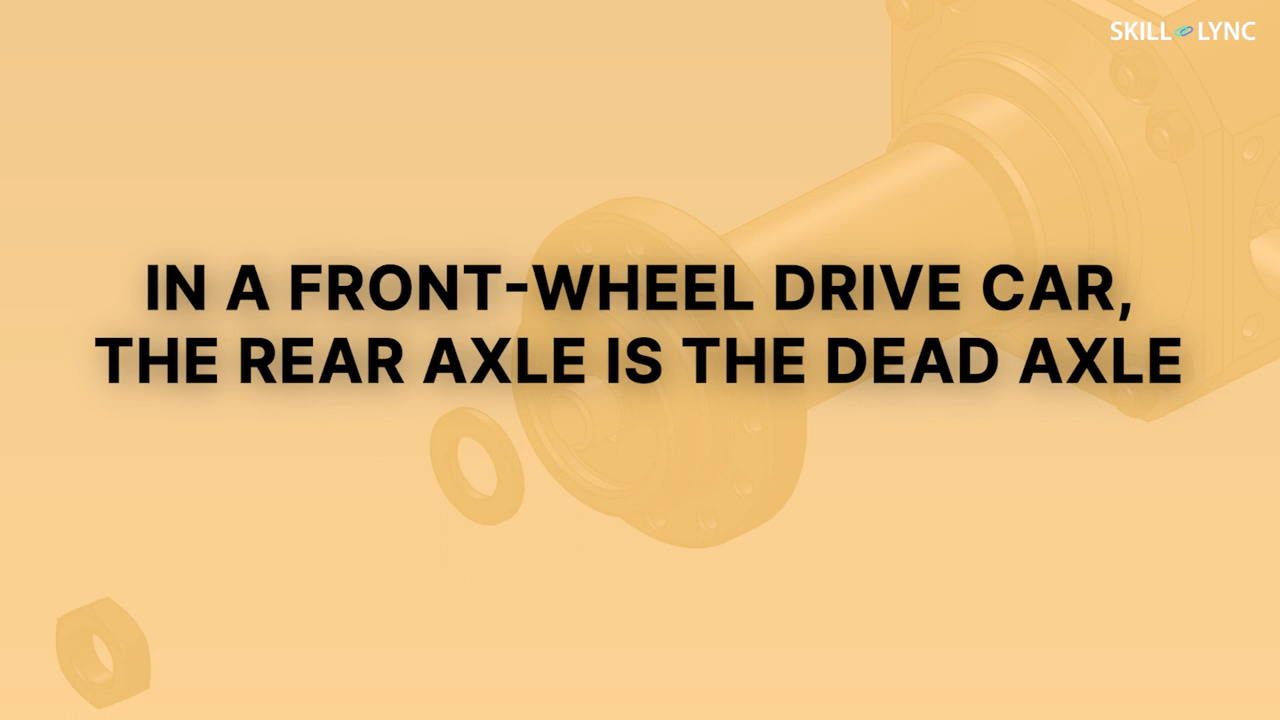 SKILL LYNC
IN A FRONT-WHEEL DRIVE CAR,
THE REAR AXLE IS THE DEAD AXLE